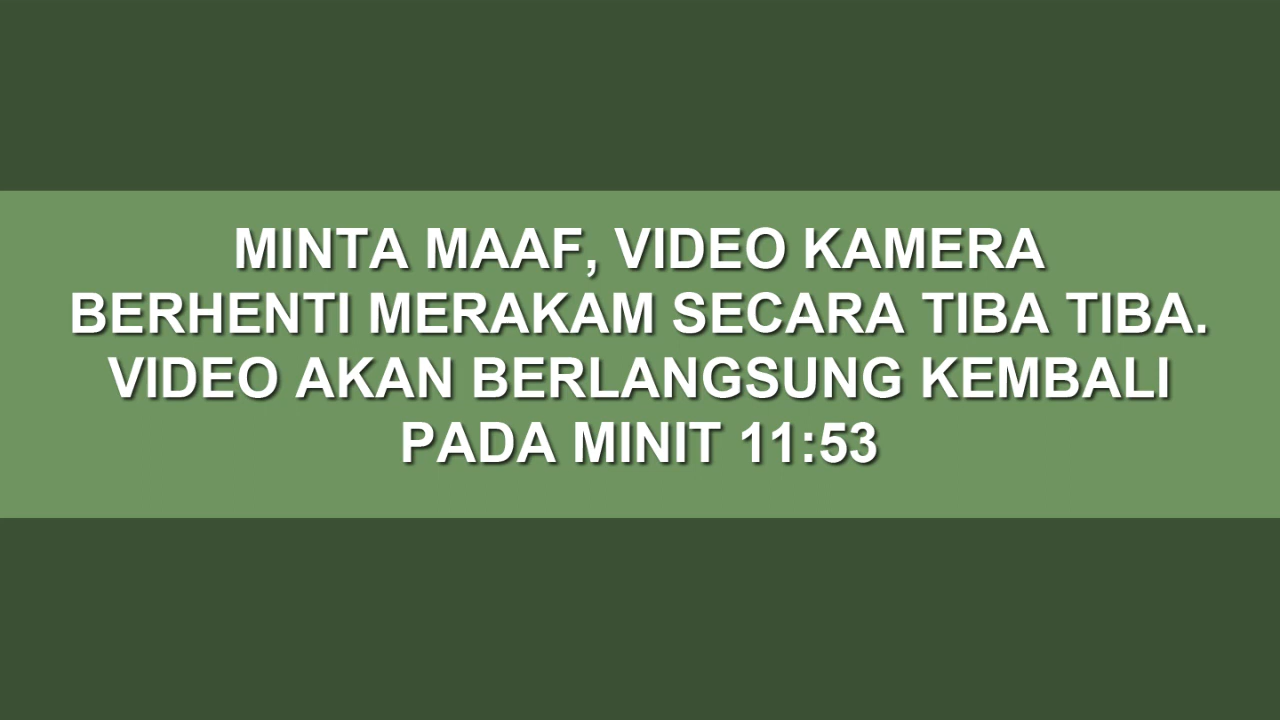 MINTA MAAF, VIDEO KAMERA
BERHENTI MERAKAM SECARA TIBA TIBA.
VIDEO AKAN BERLANGSUNG KEMBALI
PADA MINIT 11:53